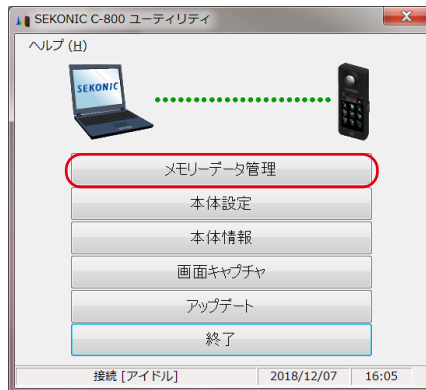 SEKONIC C-800 ユーティリティ
ヘルプ (H)
SEKONIC
メモリーデータ管理
本体設定
本体情報
画面キャプチャ
アップデート
終了
接続 [アイドル] 2018/12/07 16:05